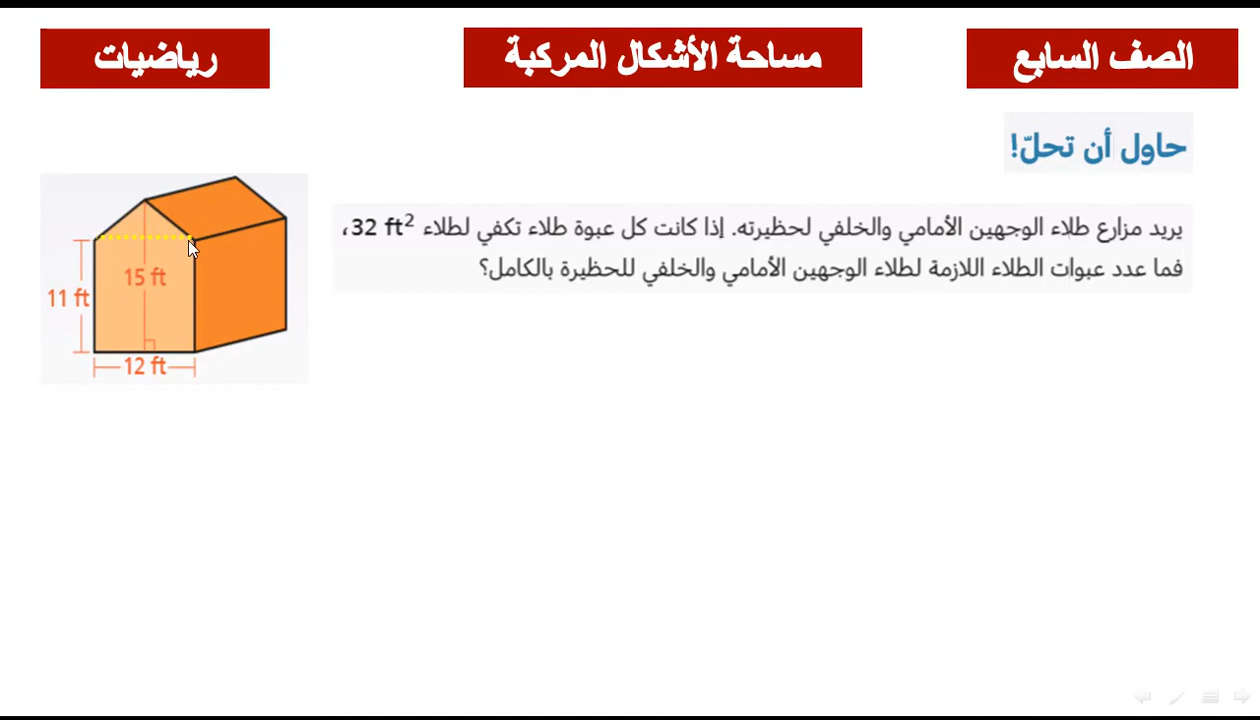 الصف السابع
مساحة الأشكال المركبة
رياضيات
حاول أن تحلّ!
يريد مزارع طلاء الوجهين الأمامي والخلفي لحظيرته. إذا كانت كل عبوة طلاء تكفي لطلاء 32 ft²،
فما عدد عبوات الطلاء اللازمة لطلاء الوجهين الأمامي والخلفي للحظيرة بالكامل؟
15 ft
11 ft
12 ft